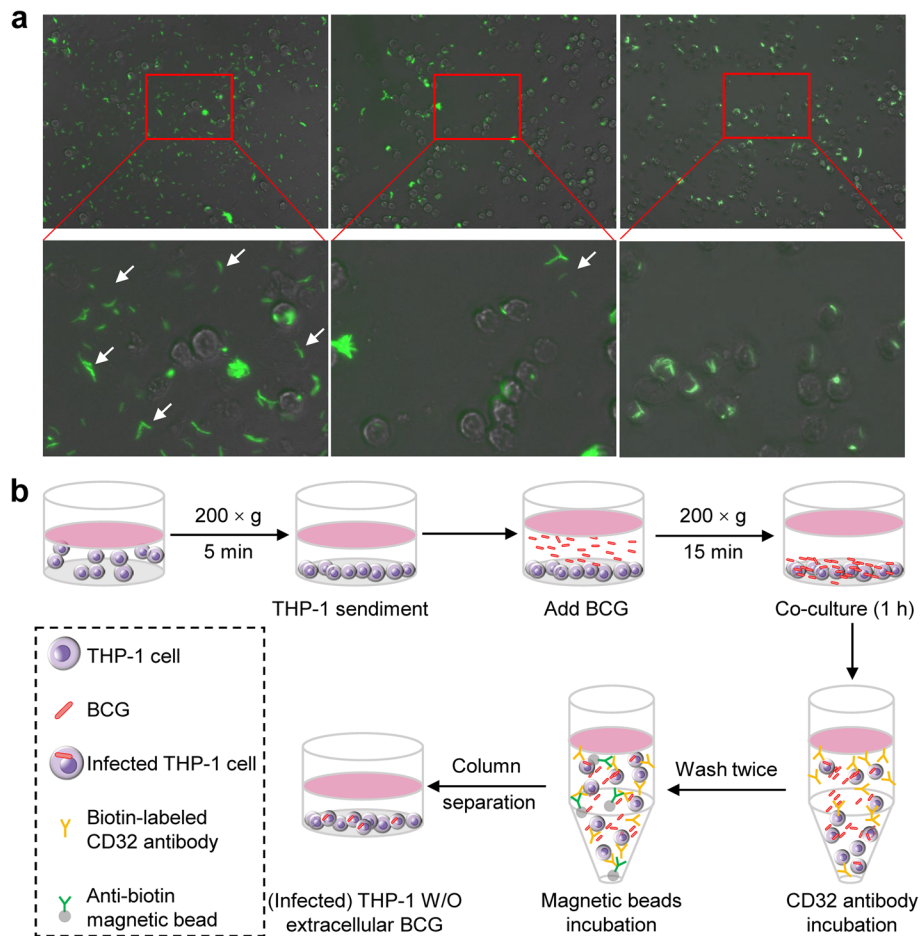 a
b
200 × g
5 min
200 × g
15 min
THP-1 sendiment
Add BCG
Co-culture (1 h)
THP-1 cell
BCG
Infected THP-1 cell
Biotin-labeled
CD32 antibody
Anti-biotin
magnetic bead
Column
separation
Wash twice
(Infected) THP-1 W/O
extracellular BCG
Magnetic beads
incubation
CD32 antibody
incubation